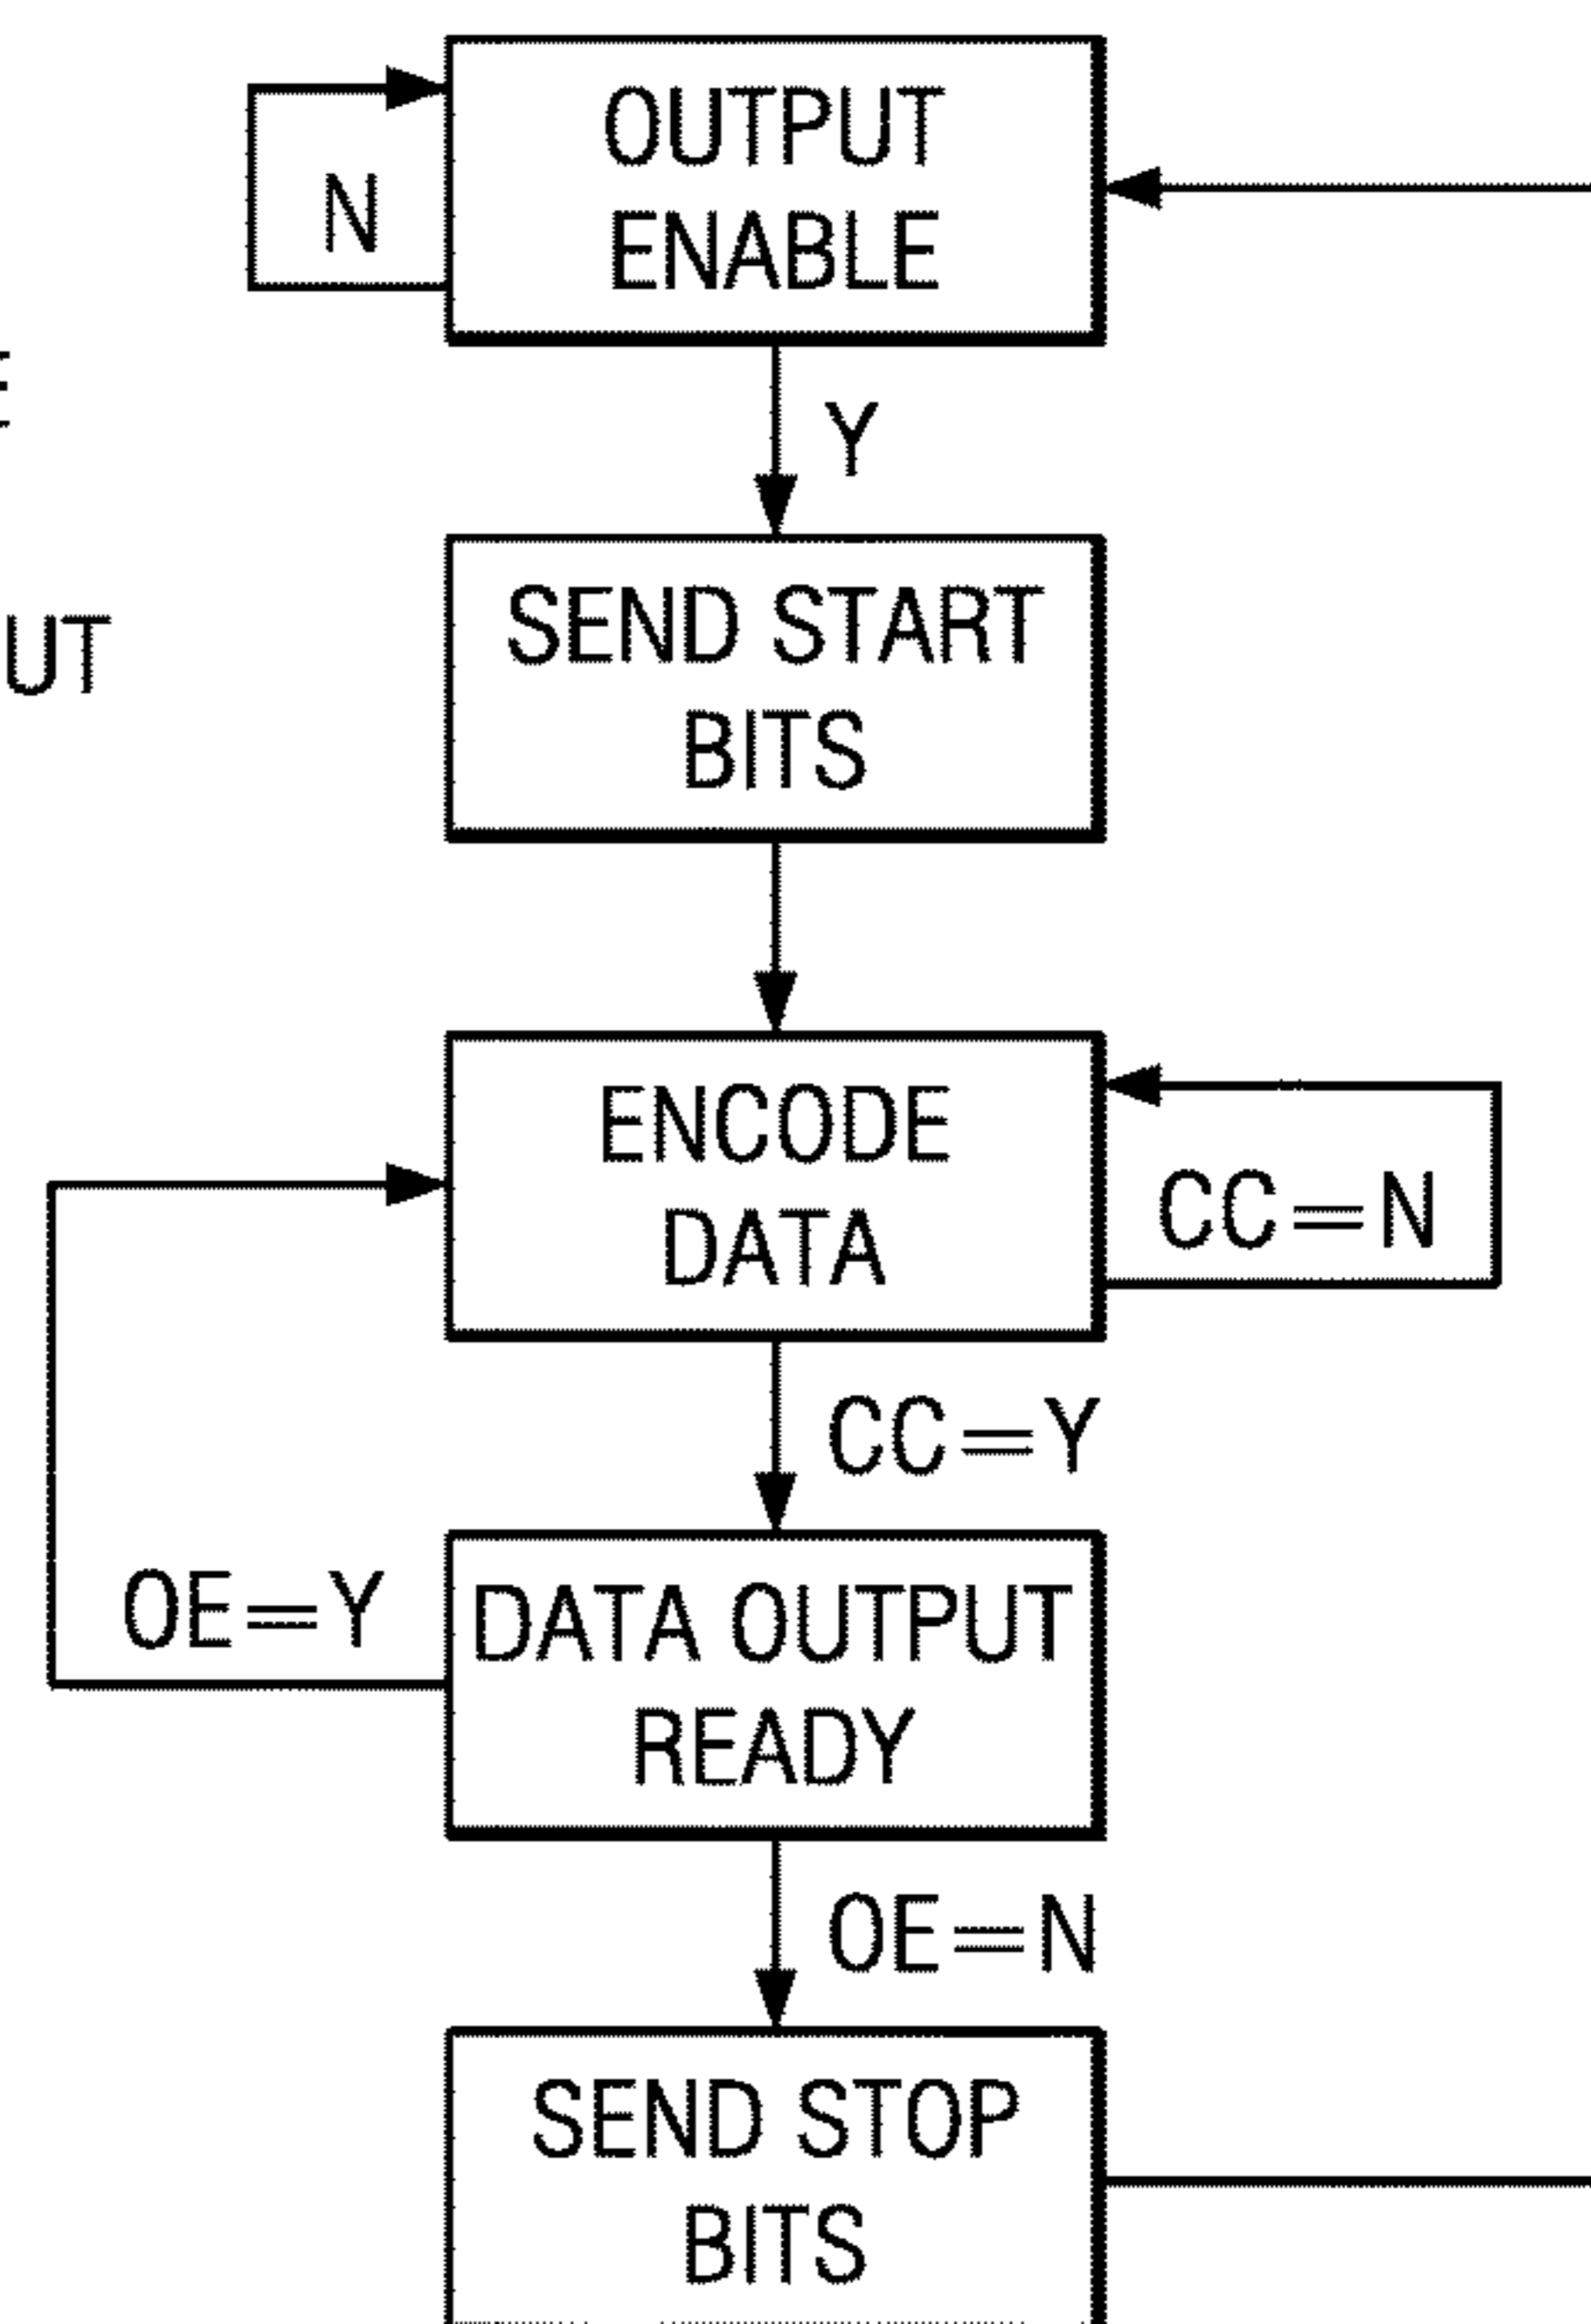 OUTPUT
ENABLE
N
Y
UT
SEND START
BITS
ENCODE
DATA
CC=N
CC=Y
OE=Y
DATA OUTPUT
READY
OE=N
SEND STOP
BITS